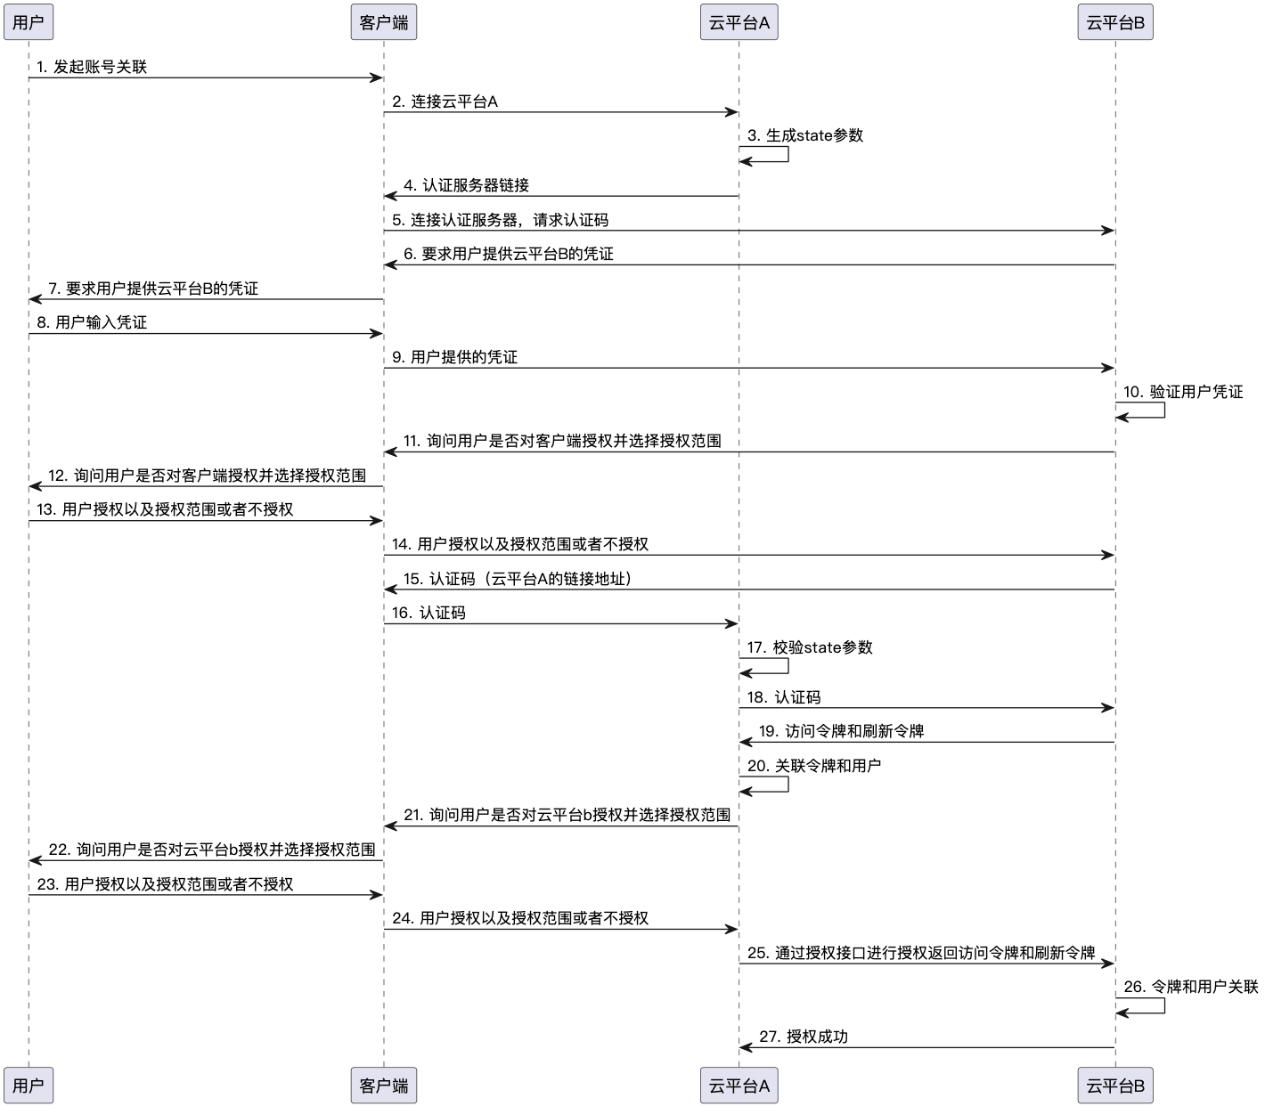 用户 客户端 云平台A 云平台B
1. 发起账号关联
2. 连接云平台A
3. 生成state参数
4. 认证服务器链接
5. 连接认证服务器，请求认证码
6. 要求用户提供云平台B的凭证
7. 要求用户提供云平台B的凭证
8. 用户输入凭证
9. 用户提供的凭证
10. 验证用户凭证
11. 询问用户是否对客户端授权并选择授权范围
12. 询问用户是否对客户端授权并选择授权范围
13. 用户授权以及授权范围或者不授权
14. 用户授权以及授权范围或者不授权
15. 认证码（云平台A的链接地址）
16. 认证码
17. 校验state参数
18. 认证码
19. 访问令牌和刷新令牌
20. 关联令牌和用户
21. 询问用户是否对云平台b授权并选择授权范围
22. 询问用户是否对云平台b授权并选择授权范围
23. 用户授权以及授权范围或者不授权
24. 用户授权以及授权范围或者不授权
25. 通过授权接口进行授权返回访问令牌和刷新令牌
26. 令牌和用户关联
27. 授权成功
用户 客户端 云平台A 云平台B